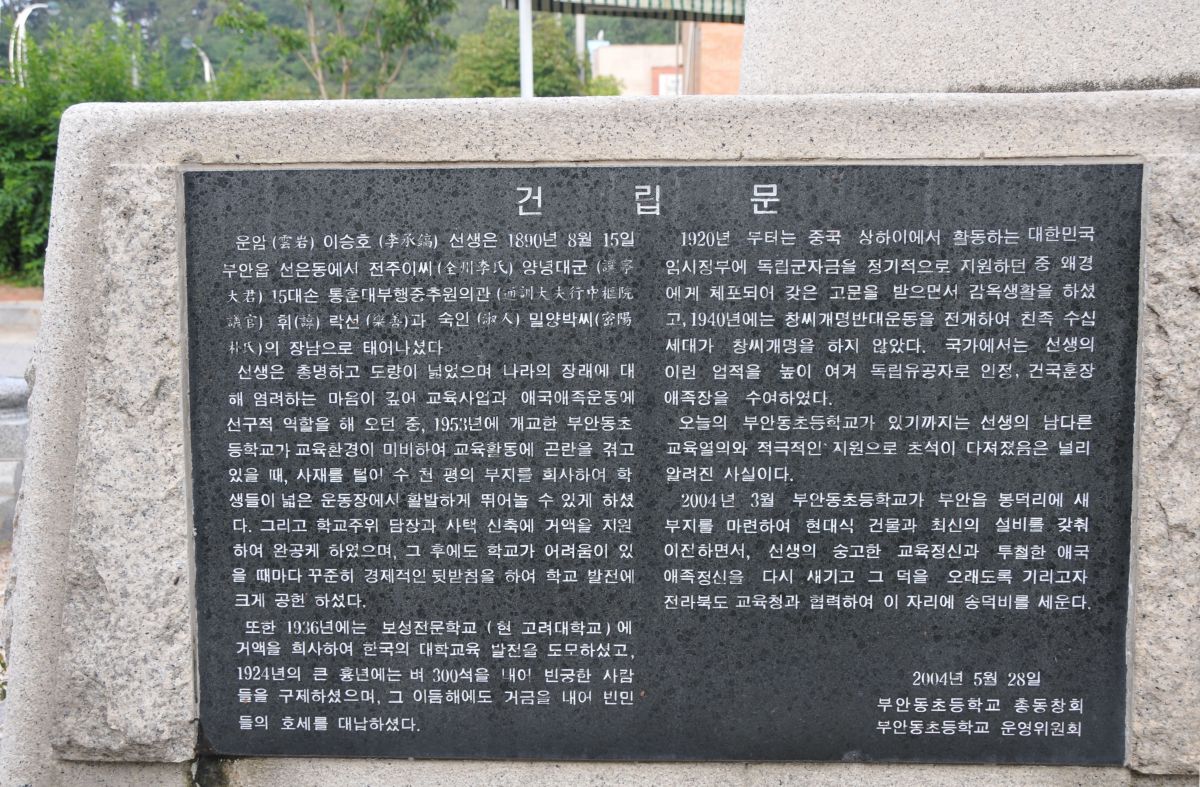 건 립 문
운암(雲岩) 이승호(李承鎬) 선생은 1890년 8월 15일
부안읍 선은동에서 전주이씨(全州李氏) 양녕대군(讓寧
大君) 15대손 통훈대부행중추원의관(通訓大夫行中樞院
議官) 휘(諱) 락선(樂善)과 숙인(淑人) 밀양박씨(密陽
朴氏)의 장남으로 태어나셨다
선생은 총명하고 도량이 넓었으며 나라의 장래에 대
해 염려하는 마음이 깊어 교육사업과 애국애족운동에
선구적 역할을 해 오던 중, 1953년에 개교한 부안동초
등학교가 교육환경이 미비하여 교육활동에 곤란을 겪고
있을 때, 사재를 털어 수 천 평의 부지를 희사하여 학
생들이 넓은 운동장에서 활발하게 뛰어놀 수 있게 하셨
다. 그리고 학교주위 담장과 사택 신축에 거액을 지원
하여 완공케 하였으며, 그 후에도 학교가 어려움이 있
을 때마다 꾸준히 경제적인 뒷받침을 하여 학교 발전에
크게 공헌 하셨다.
또한 1936년에는 보성전문학교 (현 고려대학교)에
거액을 희사하여 한국의 대학교육 발전을 도모하셨고,
1924년의 큰 흉년에는 벼 300석을 내어 빈궁한 사람
들을 구제하셨으며, 그 이듬해에도 거금을 내어 빈민
들의 호세를 대납하셨다.
1920년 부터는 중국 상하이에서 활동하는 대한민국
임시정부에 독립군자금을 정기적으로 지원하던 중 왜경
에게 체포되어 갖은 고문을 받으면서 감옥생활을 하셨
고, 1940년에는 창씨개명반대운동을 전개하여 친족 수십
세대가 창씨개명을 하지 않았다. 국가에서는 선생의
이런 업적을 높이 여겨 독립유공자로 인정, 건국훈장
애족장을 수여하였다.
오늘의 부안동초등학교가 있기까지는 선생의 남다른
교육열의와 적극적인 지원으로 초석이 다져졌음은 널리
알려진 사실이다.
2004년 3월 부안동초등학교가 부안읍 봉덕리에 새
부지를 마련하여 현대식 건물과 최신의 설비를 갖춰
이전하면서, 선생의 숭고한 교육정신과 투철한 애국
애족정신을 다시 새기고 그 덕을 오래도록 기리고자
전라북도 교육청과 협력하여 이 자리에 송덕비를 세운다.
2004년 5월 28일
부안동초등학교 총동창회
부안동초등학교 운영위원회